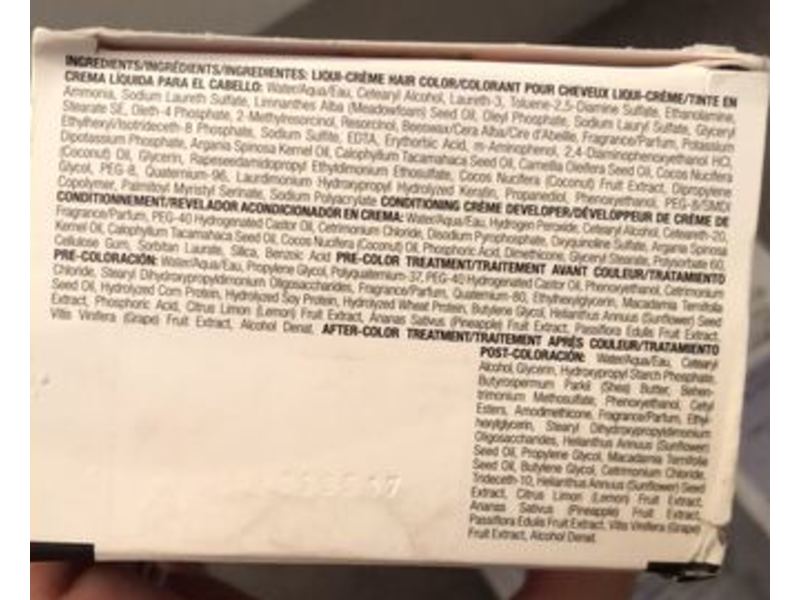 INGREDIENTS/INGRÉDIENTS/INGREDIENTES: LIQUI-CRÈME HAIR COLOR/COLORANT POUR CHEVEUX LIQUI-CRÈME/TINTE EN
CREMA LÍQUIDA PARA EL CABELLO: Water/Aqua/Eau, Cetearyl Alcohol, Laureth-3, Toluene-2,5-Diamine Sulfate, Ethanolamine,
Ammonia, Sodium Laureth Sulfate, Limnanthes Alba (Meadowfoam) Seed Oil, Oleyl Phosphate, Sodium Lauryl Sulfate, Glyceryl
Stearate SE, Dileth-4 Phosphate, 2-Methylresorcinol, Resorcinol, Beeswax/Cera Alba/Cire d'Abeille, Fragrance/Parfum, Potassium
Ethylhexyl/Isotrideceth-8 Phosphate, Sodium Sulfite, EDTA, Erythorbic Acid, m-Aminophenol, 2,4-Diaminophenoxyethanol HCl,
Dipotassium Phosphate, Argania Spinosa Kernel Oil, Calophyllum Tacamahaca Seed Oil, Camellia Oleifera Seed Oil, Cocos Nucifera
(Coconut) Oil, Glycerin, Rapeseedamidopropyl Ethyldimonium Ethosulfate, Cocos Nucifera (Coconut) Fruit Extract, Dipropylene
Glycol, PEG-8, Quaternium-96, Laurdimonium Hydroxypropyl Hydrolyzed Keratin, Propanediol, Phenoxyethanol, PEG-8/SMDI
Copolymer, Palmitoyl Myristyl Serinate, Sodium Polyacrylate CONDITIONING CRÈME DEVELOPER/DÉVELOPPEUR DE CRÈME DE
CONDITIONNEMENT/REVELADOR ACONDICIONADOR EN CREMA: Water/Aqua/Eau, Hydrogen Peroxide, Cetearyl Alcohol, Ceteareth-20,
Fragrance/Parfum, PEG-40 Hydrogenated Castor Oil, Cetrimonium Chloride, Disodium Pyrophosphate, Oxyquinoline Sulfate, Argania Spinosa
Kernel Oil, Calophyllum Tacamahaca Seed Oil, Cocos Nucifera (Coconut) Oil, Phosphoric Acid, Dimethicone, Glyceryl Stearate, Polysorbate 60,
Cellulose Gum, Sorbitan Laurate, Silica, Benzoic Acid PRE-COLOR TREATMENT/TRAITEMENT AVANT COULEUR/TRATAMIENTO
PRE-COLORACIÓN: Water/Aqua/Eau, Propylene Glycol, Polyquaternium-37, PEG-40 Hydrogenated Castor Oil, Phenoxyethanol, Cetrimonium
Chloride, Stearyl Dihydroxypropyldimonium Oligosaccharides, Fragrance/Parfum, Quaternium-80, Ethylhexylglycerin, Macadamia Ternifolia
Seed Oil, Hydrolyzed Corn Protein, Hydrolyzed Soy Protein, Hydrolyzed Wheat Protein, Butylene Glycol, Helianthus Annuus (Sunflower) Seed
Extract, Phosphoric Acid, Citrus Limon (Lemon) Fruit Extract, Ananas Sativus (Pineapple) Fruit Extract, Passiflora Edulis Fruit Extract,
Vitis Vinifera (Grape) Fruit Extract, Alcohol Denat. AFTER-COLOR TREATMENT/TRAITEMENT APRÈS COULEUR/TRATAMIENTO
POST-COLORACIÓN: Water/Aqua/Eau, Cetearyl
Alcohol, Glycerin, Hydroxypropyl Starch Phosphate,
Butyrospermum Parkii (Shea) Butter, Behen-
trimonium Methosulfate, Phenoxyethanol, Cetyl
Esters, Amodimethicone, Fragrance/Parfum, Ethyl-
hexylglycerin, Stearyl Dihydroxypropyldimonium
Oligosaccharides, Helianthus Annuus (Sunflower)
Seed Oil, Propylene Glycol, Macadamia Ternifolia
Seed Oil, Butylene Glycol, Cetrimonium Chloride,
Trideceth-10, Helianthus Annuus (Sunflower) Seed
Extract, Citrus Limon (Lemon) Fruit Extract,
Ananas Sativus (Pineapple) Fruit Extract,
Passiflora Edulis Fruit Extract, Vitis Vinifera (Grape)
Fruit Extract, Alcohol Denat.